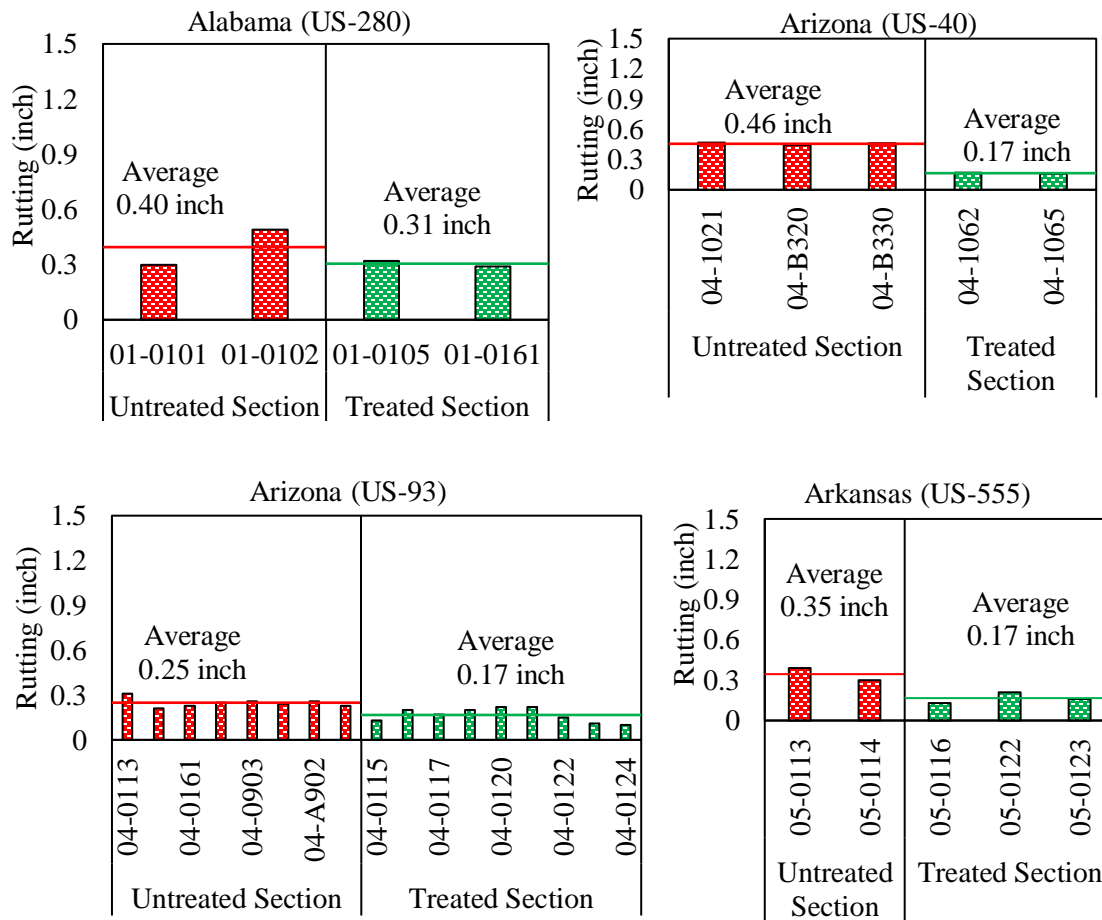 Alabama (US-280)
Rutting (inch)
1.5
1.2
0.9
0.6
0.3
0
Average
0.40 inch
Average
0.31 inch
01-0101 01-0102 01-0105 01-0161
Untreated Section Treated Section
Arizona (US-40)
Rutting (inch)
1.5
1.2
0.9
0.6
0.3
0
Average
0.46 inch
Average
0.17 inch
04-1021
04-B320
04-B330
04-1062
04-1065
Untreated Section
Treated
Section
Arizona (US-93)
Rutting (inch)
1.5
1.2
0.9
0.6
0.3
0
Average
0.25 inch
Average
0.17 inch
04-0113
04-0161
04-0903
04-A902
04-0115
04-0117
04-0120
04-0122
04-0124
Untreated Section
Treated Section
Arkansas (US-555)
Rutting (inch)
1.5
1.2
0.9
0.6
0.3
0
Average
0.35 inch
Average
0.17 inch
05-0113
05-0114
05-0116
05-0122
05-0123
Untreated
Section
Treated Section